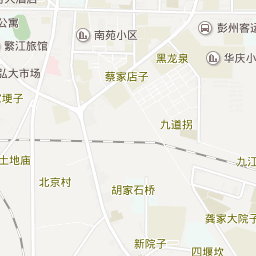 公寓
南苑小区
彭州客运
繁江旅馆
黑龙泉
华庆小
弘大市场
蔡家店子
埂子
九道拐
土地庙
九江
北京村
胡家石桥
龚家大院子
新院子
四堰坎